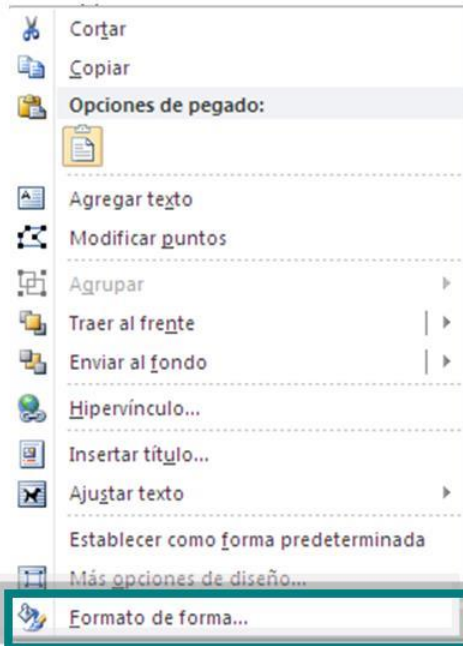 Cortar
Copiar
Opciones de pegado:
Agregar texto
Modificar puntos
Agrupar
Traer al frente
Enviar al fondo
Hipervínculo...
Insertar título...
Ajustar texto
Establecer como forma predeterminada
Más opciones de diseño...
Formato de forma...